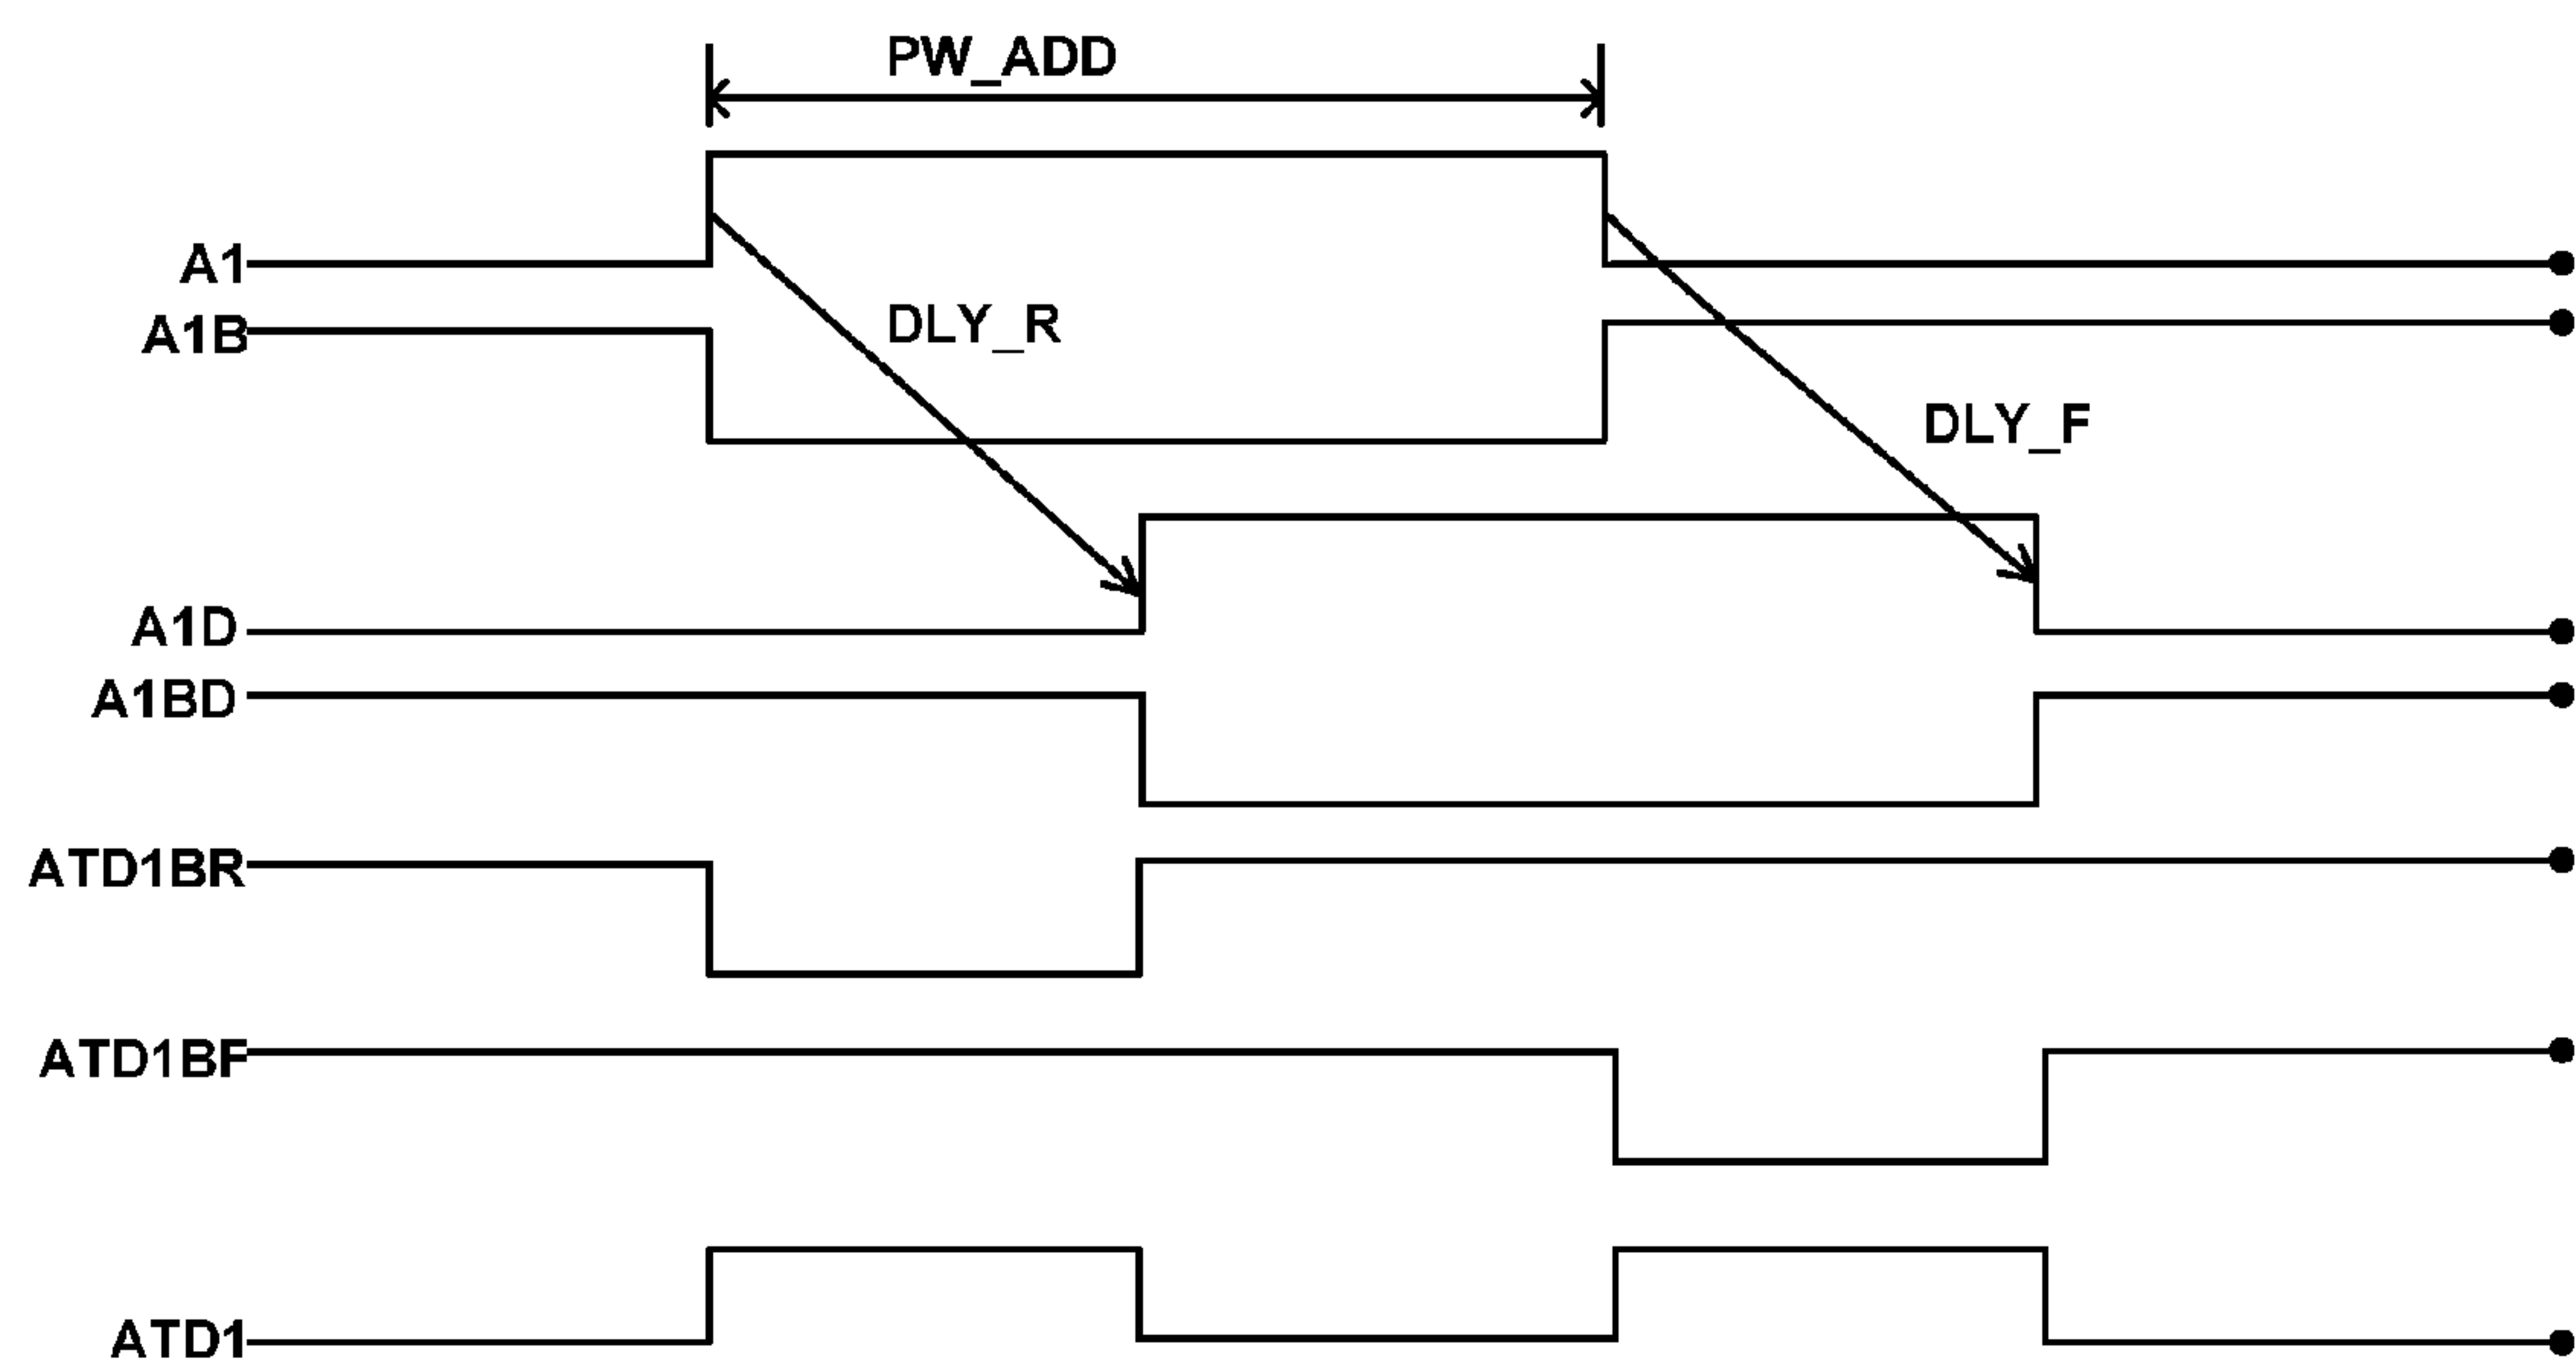 PW_ADD
A1
A1B
DLY_R
DLY_F
A1D
A1BD
ATD1BR
ATD1BF
ATD1